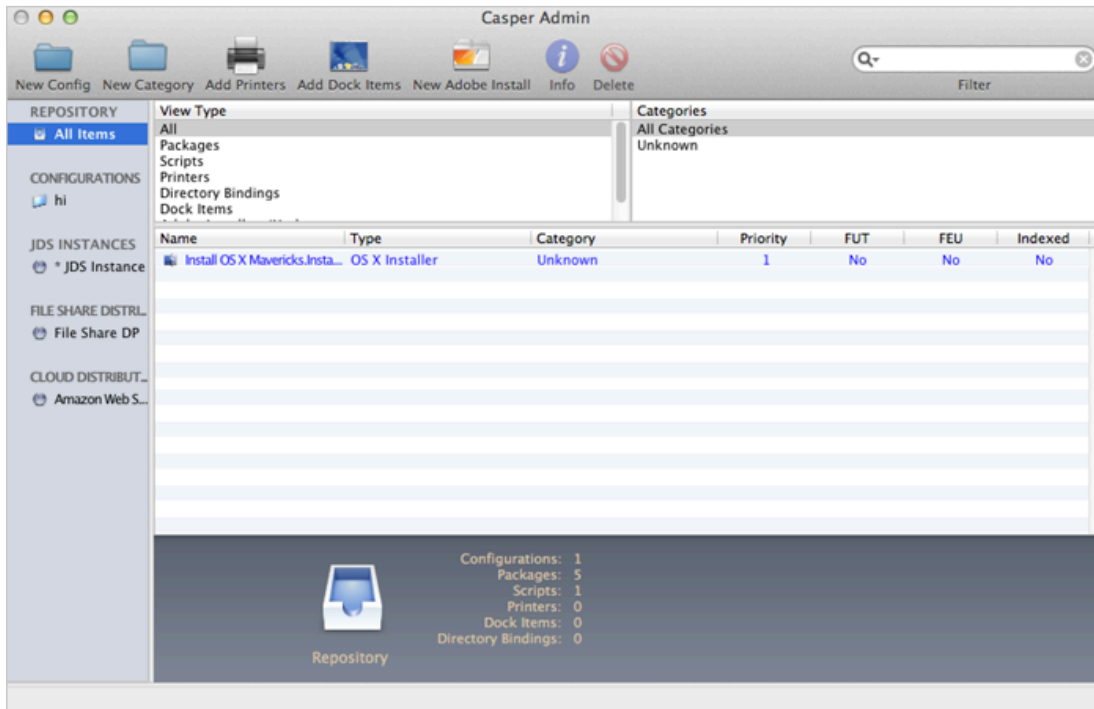 Casper Admin
New Config New Category Add Printers Add Dock Items New Adobe Install Info Delete Filter
REPOSITORY
All Items
CONFIGURATIONS
hi
JDS INSTANCES
* JDS Instance
FILE SHARE DISTRI...
File Share DP
CLOUD DISTRIBUT...
Amazon Web S...
View Type
All
Packages
Scripts
Printers
Directory Bindings
Dock Items
Categories
All Categories
Unknown
Name Type Category Priority FUT FEU Indexed
Install OS X Mavericks.Insta... OS X Installer Unknown 1 No No No
Configurations: 1
Packages: 5
Scripts: 1
Printers: 0
Dock Items: 0
Directory Bindings: 0
Repository